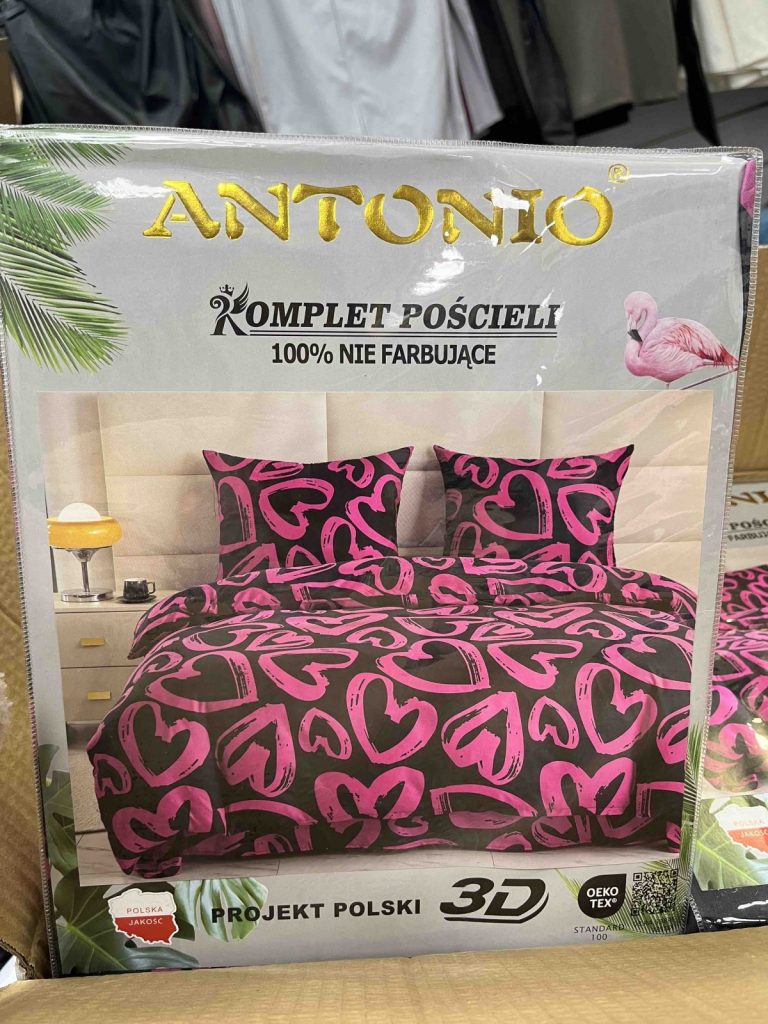 ANTONIO®
KOMPLET POŚCIELI
100% NIE FARBUJĄCE
POLSKA
JAKOŚĆ
PROJEKT POLSKI 3D
OEKO
TEX®
STANDARD
100